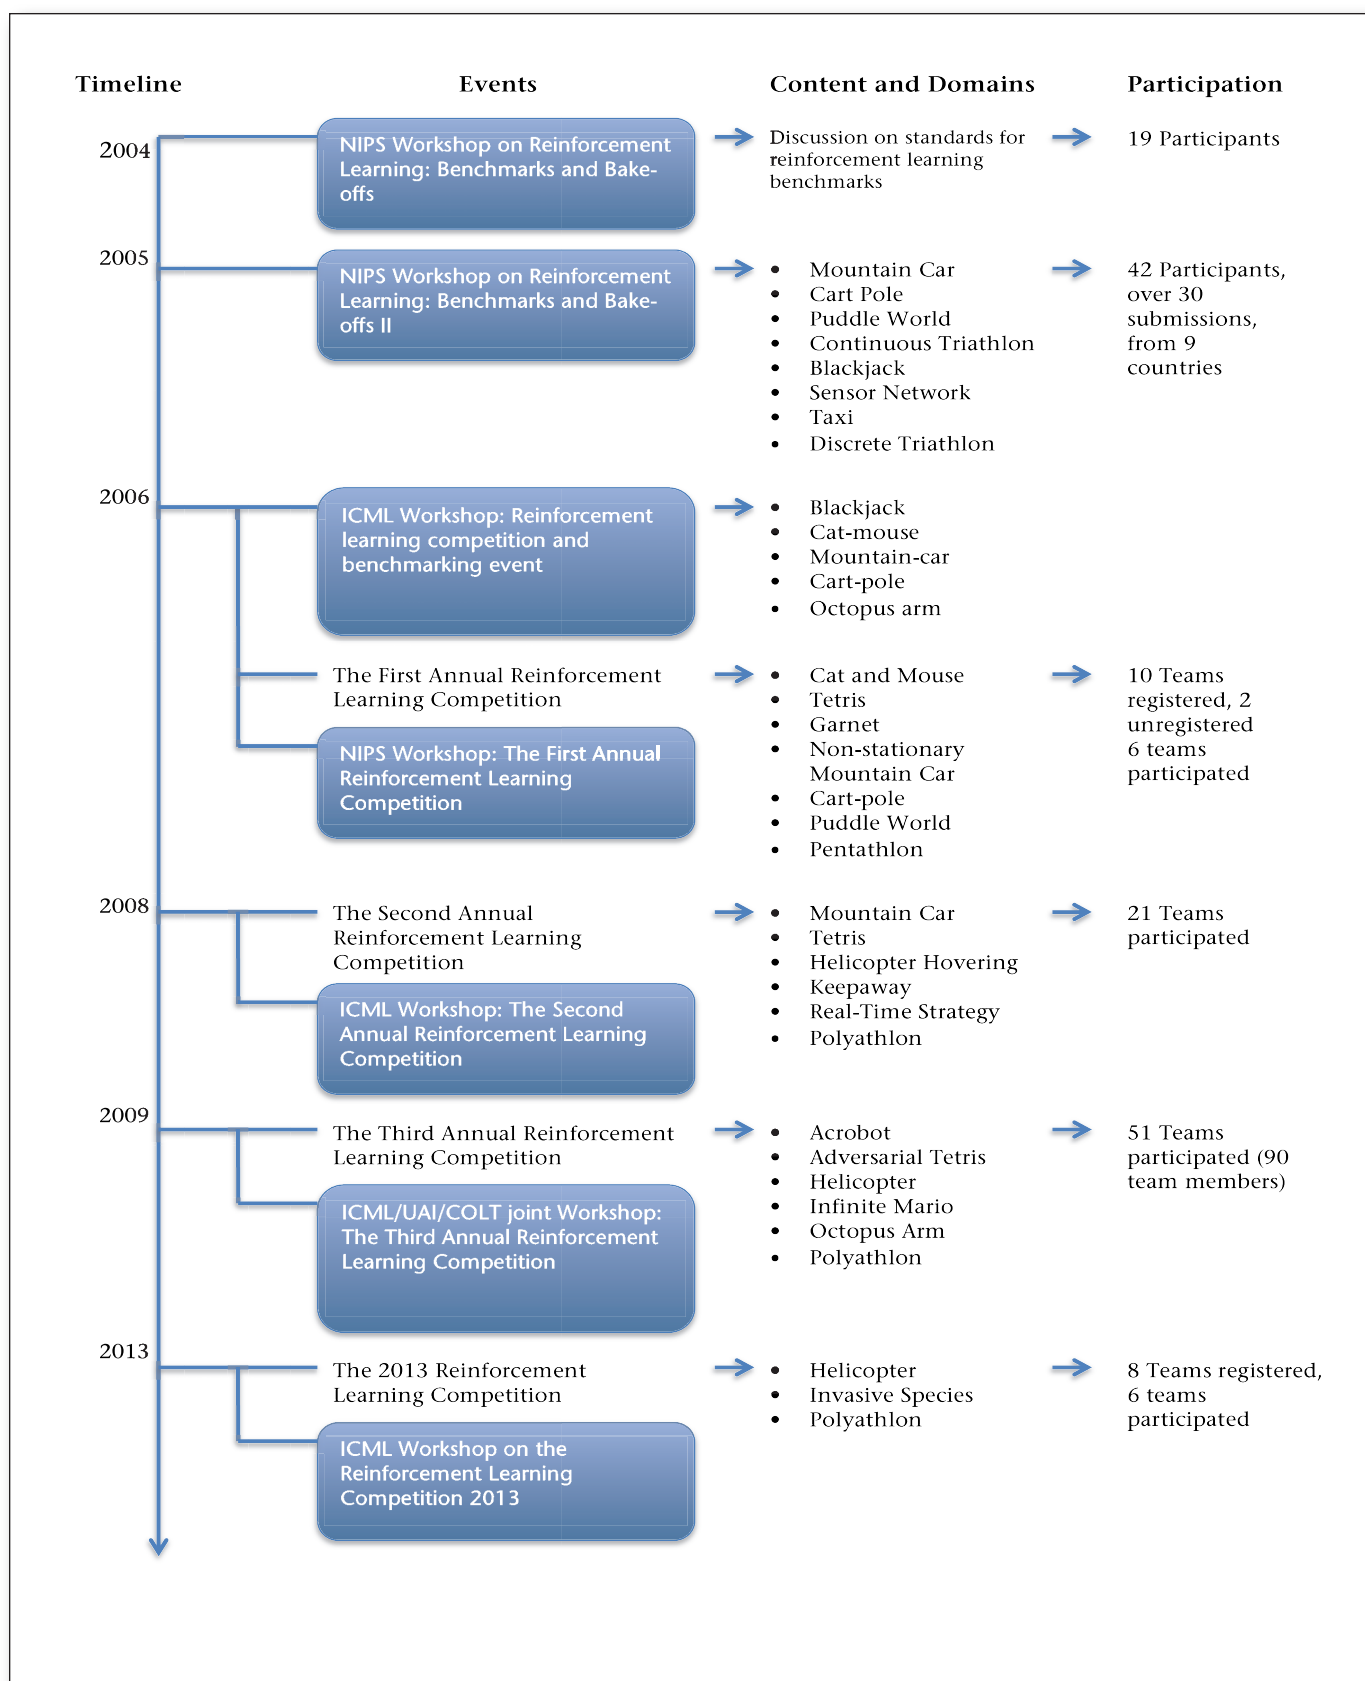 Timeline
Events
Content and Domains
Participation
2004
NIPS Workshop on Reinforcement
Learning: Benchmarks and Bake-
offs
Discussion on standards for
reinforcement learning
benchmarks
19 Participants
2005
NIPS Workshop on Reinforcement
Learning: Benchmarks and Bake-
offs II
• Mountain Car
• Cart Pole
• Puddle World
• Continuous Triathlon
• Blackjack
• Sensor Network
• Taxi
• Discrete Triathlon
42 Participants,
over 30
submissions,
from 9
countries
2006
ICML Workshop: Reinforcement
learning competition and
benchmarking event
• Blackjack
• Cat-mouse
• Mountain-car
• Cart-pole
• Octopus arm
The First Annual Reinforcement
Learning Competition
NIPS Workshop: The First Annual
Reinforcement Learning
Competition
• Cat and Mouse
• Tetris
• Garnet
• Non-stationary
Mountain Car
• Cart-pole
• Puddle World
• Pentathlon
10 Teams
registered, 2
unregistered
6 teams
participated
2008
The Second Annual
Reinforcement Learning
Competition
ICML Workshop: The Second
Annual Reinforcement Learning
Competition
• Mountain Car
• Tetris
• Helicopter Hovering
• Keepaway
• Real-Time Strategy
• Polyathlon
21 Teams
participated
2009
The Third Annual Reinforcement
Learning Competition
ICML/UAI/COLT joint Workshop:
The Third Annual Reinforcement
Learning Competition
• Acrobot
• Adversarial Tetris
• Helicopter
• Infinite Mario
• Octopus Arm
• Polyathlon
51 Teams
participated (90
team members)
2013
The 2013 Reinforcement
Learning Competition
ICML Workshop on the
Reinforcement Learning
Competition 2013
• Helicopter
• Invasive Species
• Polyathlon
8 Teams registered,
6 teams
participated